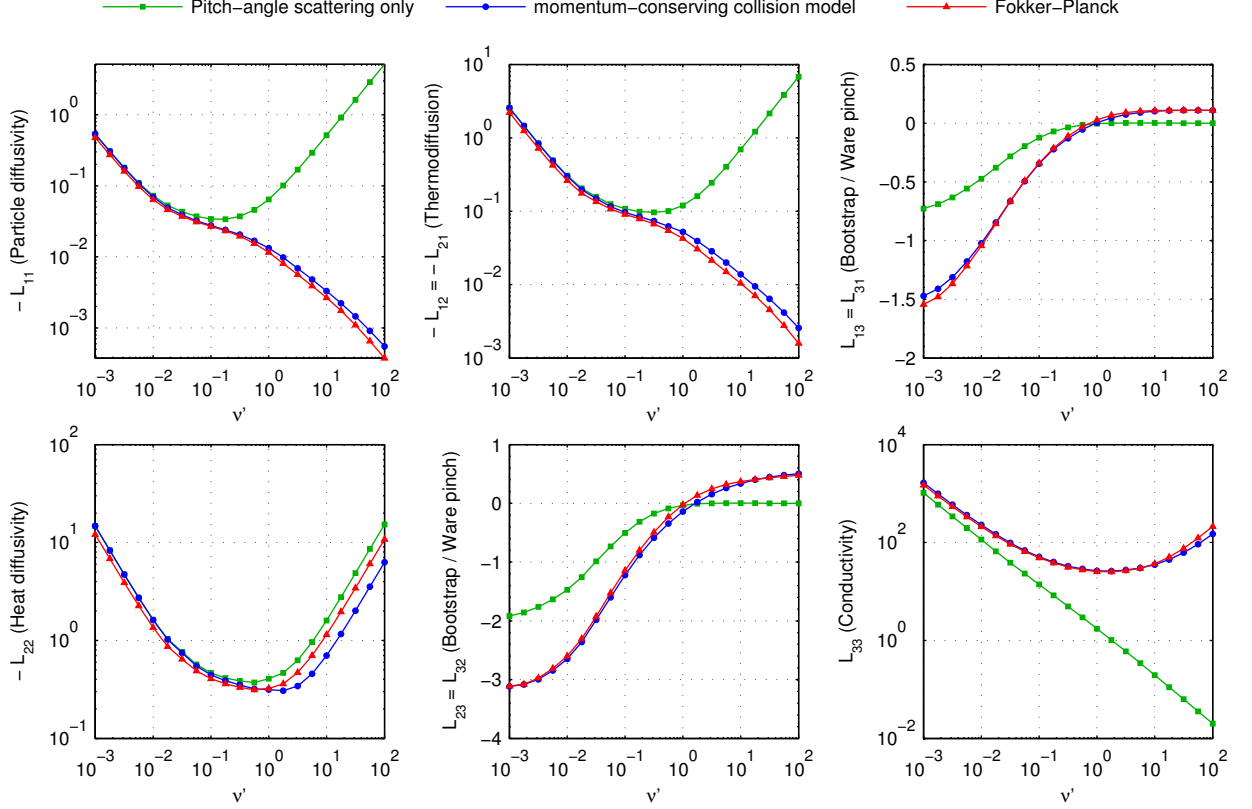 Pitch−angle scattering only momentum−conserving collision model Fokker−Planck
− L11 (Particle diffusivity)
10^0
10^−1
10^−2
10^−3
10^−3 10^−2 10^−1 10^0 10^1 10^2
ν'
− L12 = − L21 (Thermodiffusion)
10^1
10^0
10^−1
10^−2
10^−3
10^−3 10^−2 10^−1 10^0 10^1 10^2
ν'
L13 = L31 (Bootstrap / Ware pinch)
0.5
0
−0.5
−1
−1.5
−2
10^−3 10^−2 10^−1 10^0 10^1 10^2
ν'
− L22 (Heat diffusivity)
10^2
10^1
10^0
10^−1
10^−3 10^−2 10^−1 10^0 10^1 10^2
ν'
L23 = L32 (Bootstrap / Ware pinch)
1
0
−1
−2
−3
−4
10^−3 10^−2 10^−1 10^0 10^1 10^2
ν'
L33 (Conductivity)
10^4
10^2
10^0
10^−2
10^−3 10^−2 10^−1 10^0 10^1 10^2
ν'